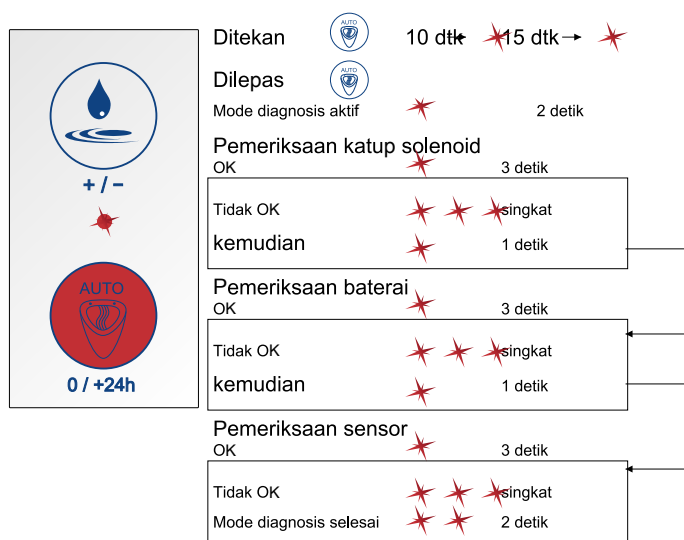 + / –
AUTO
0 / +24h
Ditekan AUTO 10 dtk 15 dtk
Dilepas AUTO
Mode diagnosis aktif 2 detik
Pemeriksaan katup solenoid
OK 3 detik
Tidak OK singkat
kemudian 1 detik
Pemeriksaan baterai
OK 3 detik
Tidak OK singkat
kemudian 1 detik
Pemeriksaan sensor
OK 3 detik
Tidak OK singkat
Mode diagnosis selesai 2 detik